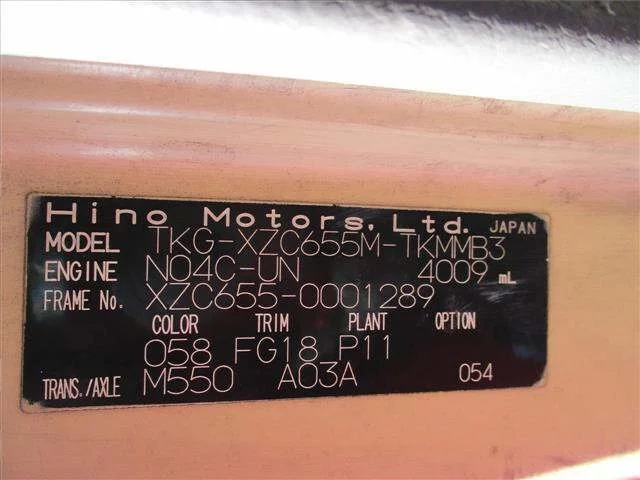 Hino Motors, Ltd. JAPAN
MODEL TKG-XZC655M-TKMMB3
ENGINE N04C-UN 4009 mL
FRAME No. XZC655-0001289
COLOR TRIM PLANT OPTION
058 FG18 P11
TRANS./AXLE M550 A03A 054